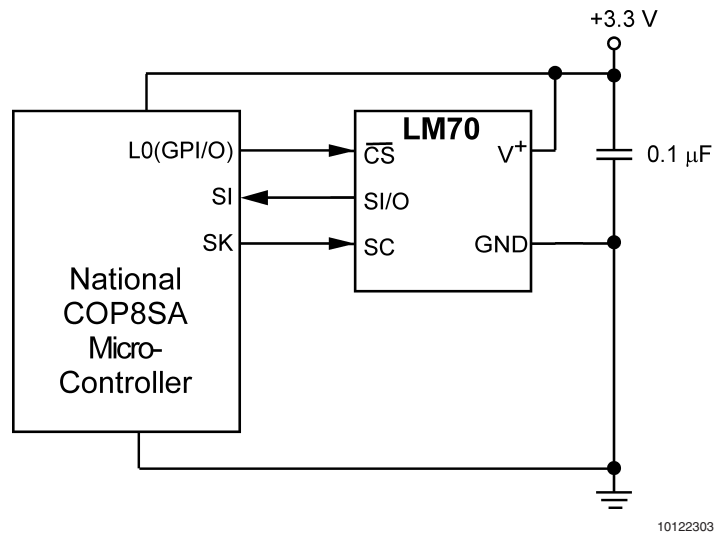 +3.3 V
LM70
L0(GPI/O)
CS
V+
0.1 µF
SI
SI/O
SK
SC
GND
National
COP8SA
Micro-
Controller
10122303